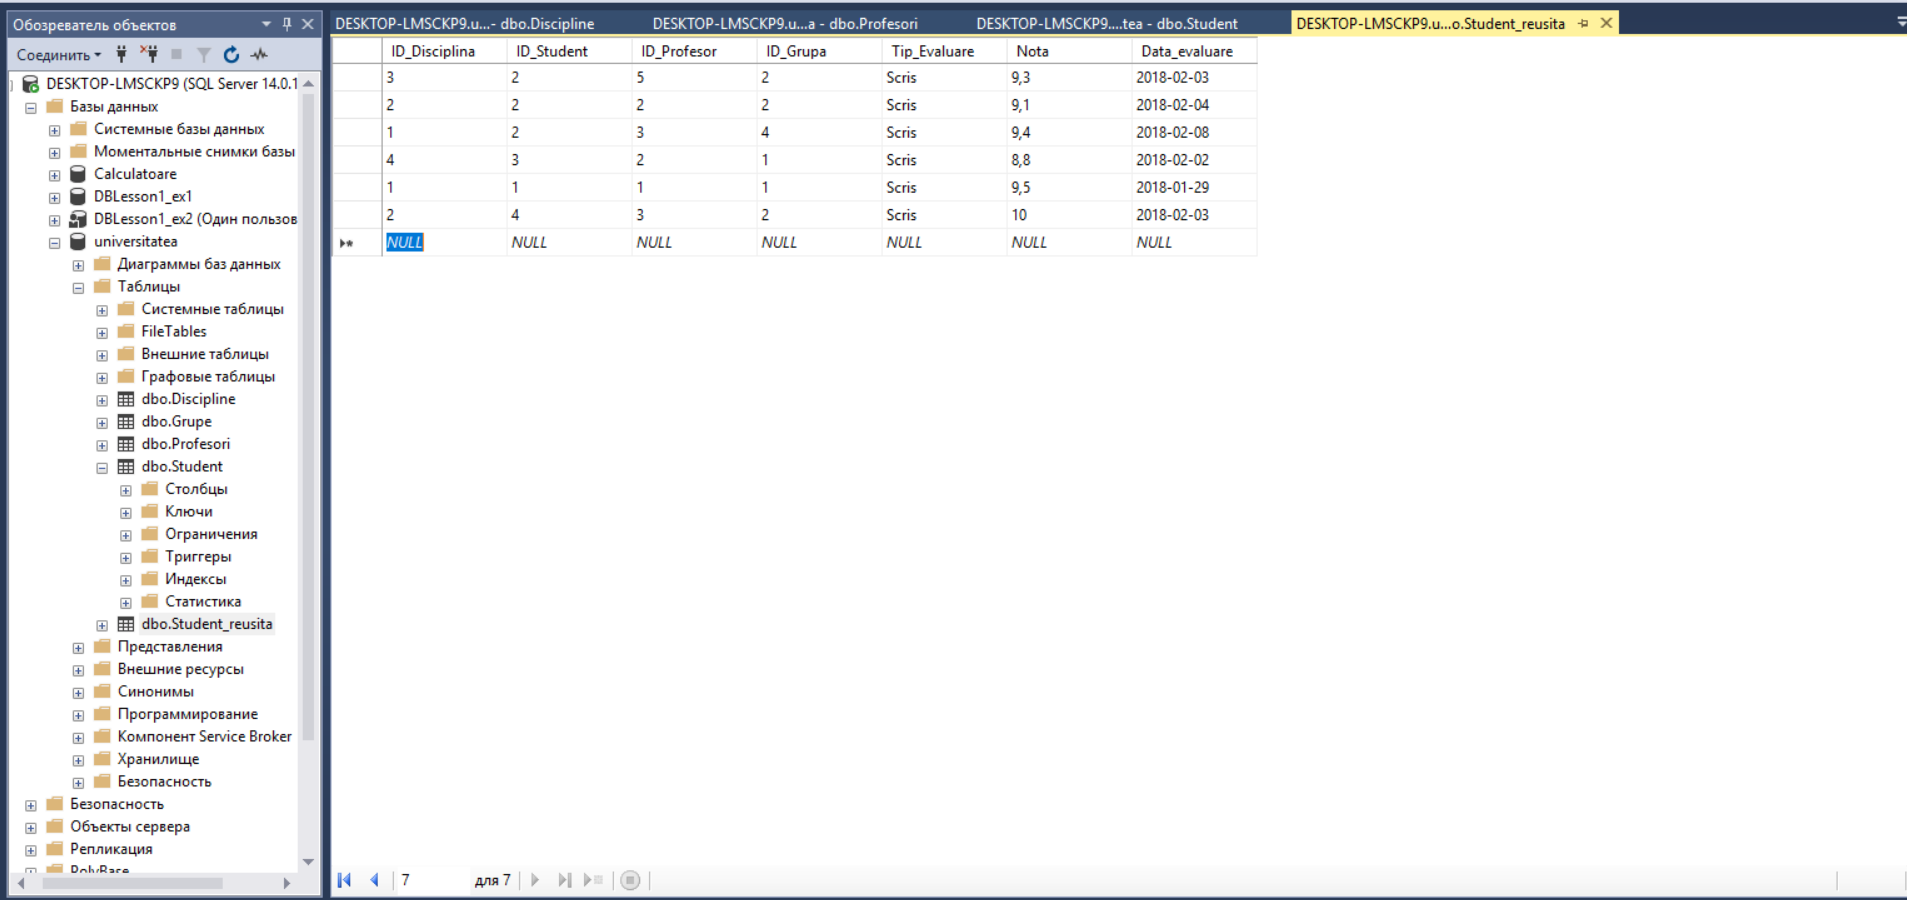 Обозреватель объектов
Соединить
DESKTOP-LMSCKP9 (SQL Server 14.0.1
Базы данных
Системные базы данных
Моментальные снимки базы
Calculatoare
DBLesson1_ex1
DBLesson1_ex2 (Один пользов
universitatea
Диаграммы баз данных
Таблицы
Системные таблицы
FileTables
Внешние таблицы
Графовые таблицы
dbo.Discipline
dbo.Grupe
dbo.Profesori
dbo.Student
Столбцы
Ключи
Ограничения
Триггеры
Индексы
Статистика
dbo.Student_reusita
Представления
Внешние ресурсы
Синонимы
Программирование
Компонент Service Broker
Хранилище
Безопасность
Безопасность
Объекты сервера
Репликация
PolyBase
DESKTOP-LMSCKP9.u...- dbo.Discipline DESKTOP-LMSCKP9.u...a - dbo.Profesori DESKTOP-LMSCKP9....tea - dbo.Student DESKTOP-LMSCKP9.u...o.Student_reusita
ID_Disciplina ID_Student ID_Profesor ID_Grupa Tip_Evaluare Nota Data_evaluare
3 2 5 2 Scris 9,3 2018-02-03
2 2 2 2 Scris 9,1 2018-02-04
1 2 3 4 Scris 9,4 2018-02-08
4 3 2 1 Scris 8,8 2018-02-02
1 1 1 1 Scris 9,5 2018-01-29
2 4 3 2 Scris 10 2018-02-03
NULL NULL NULL NULL NULL NULL NULL
7 для 7